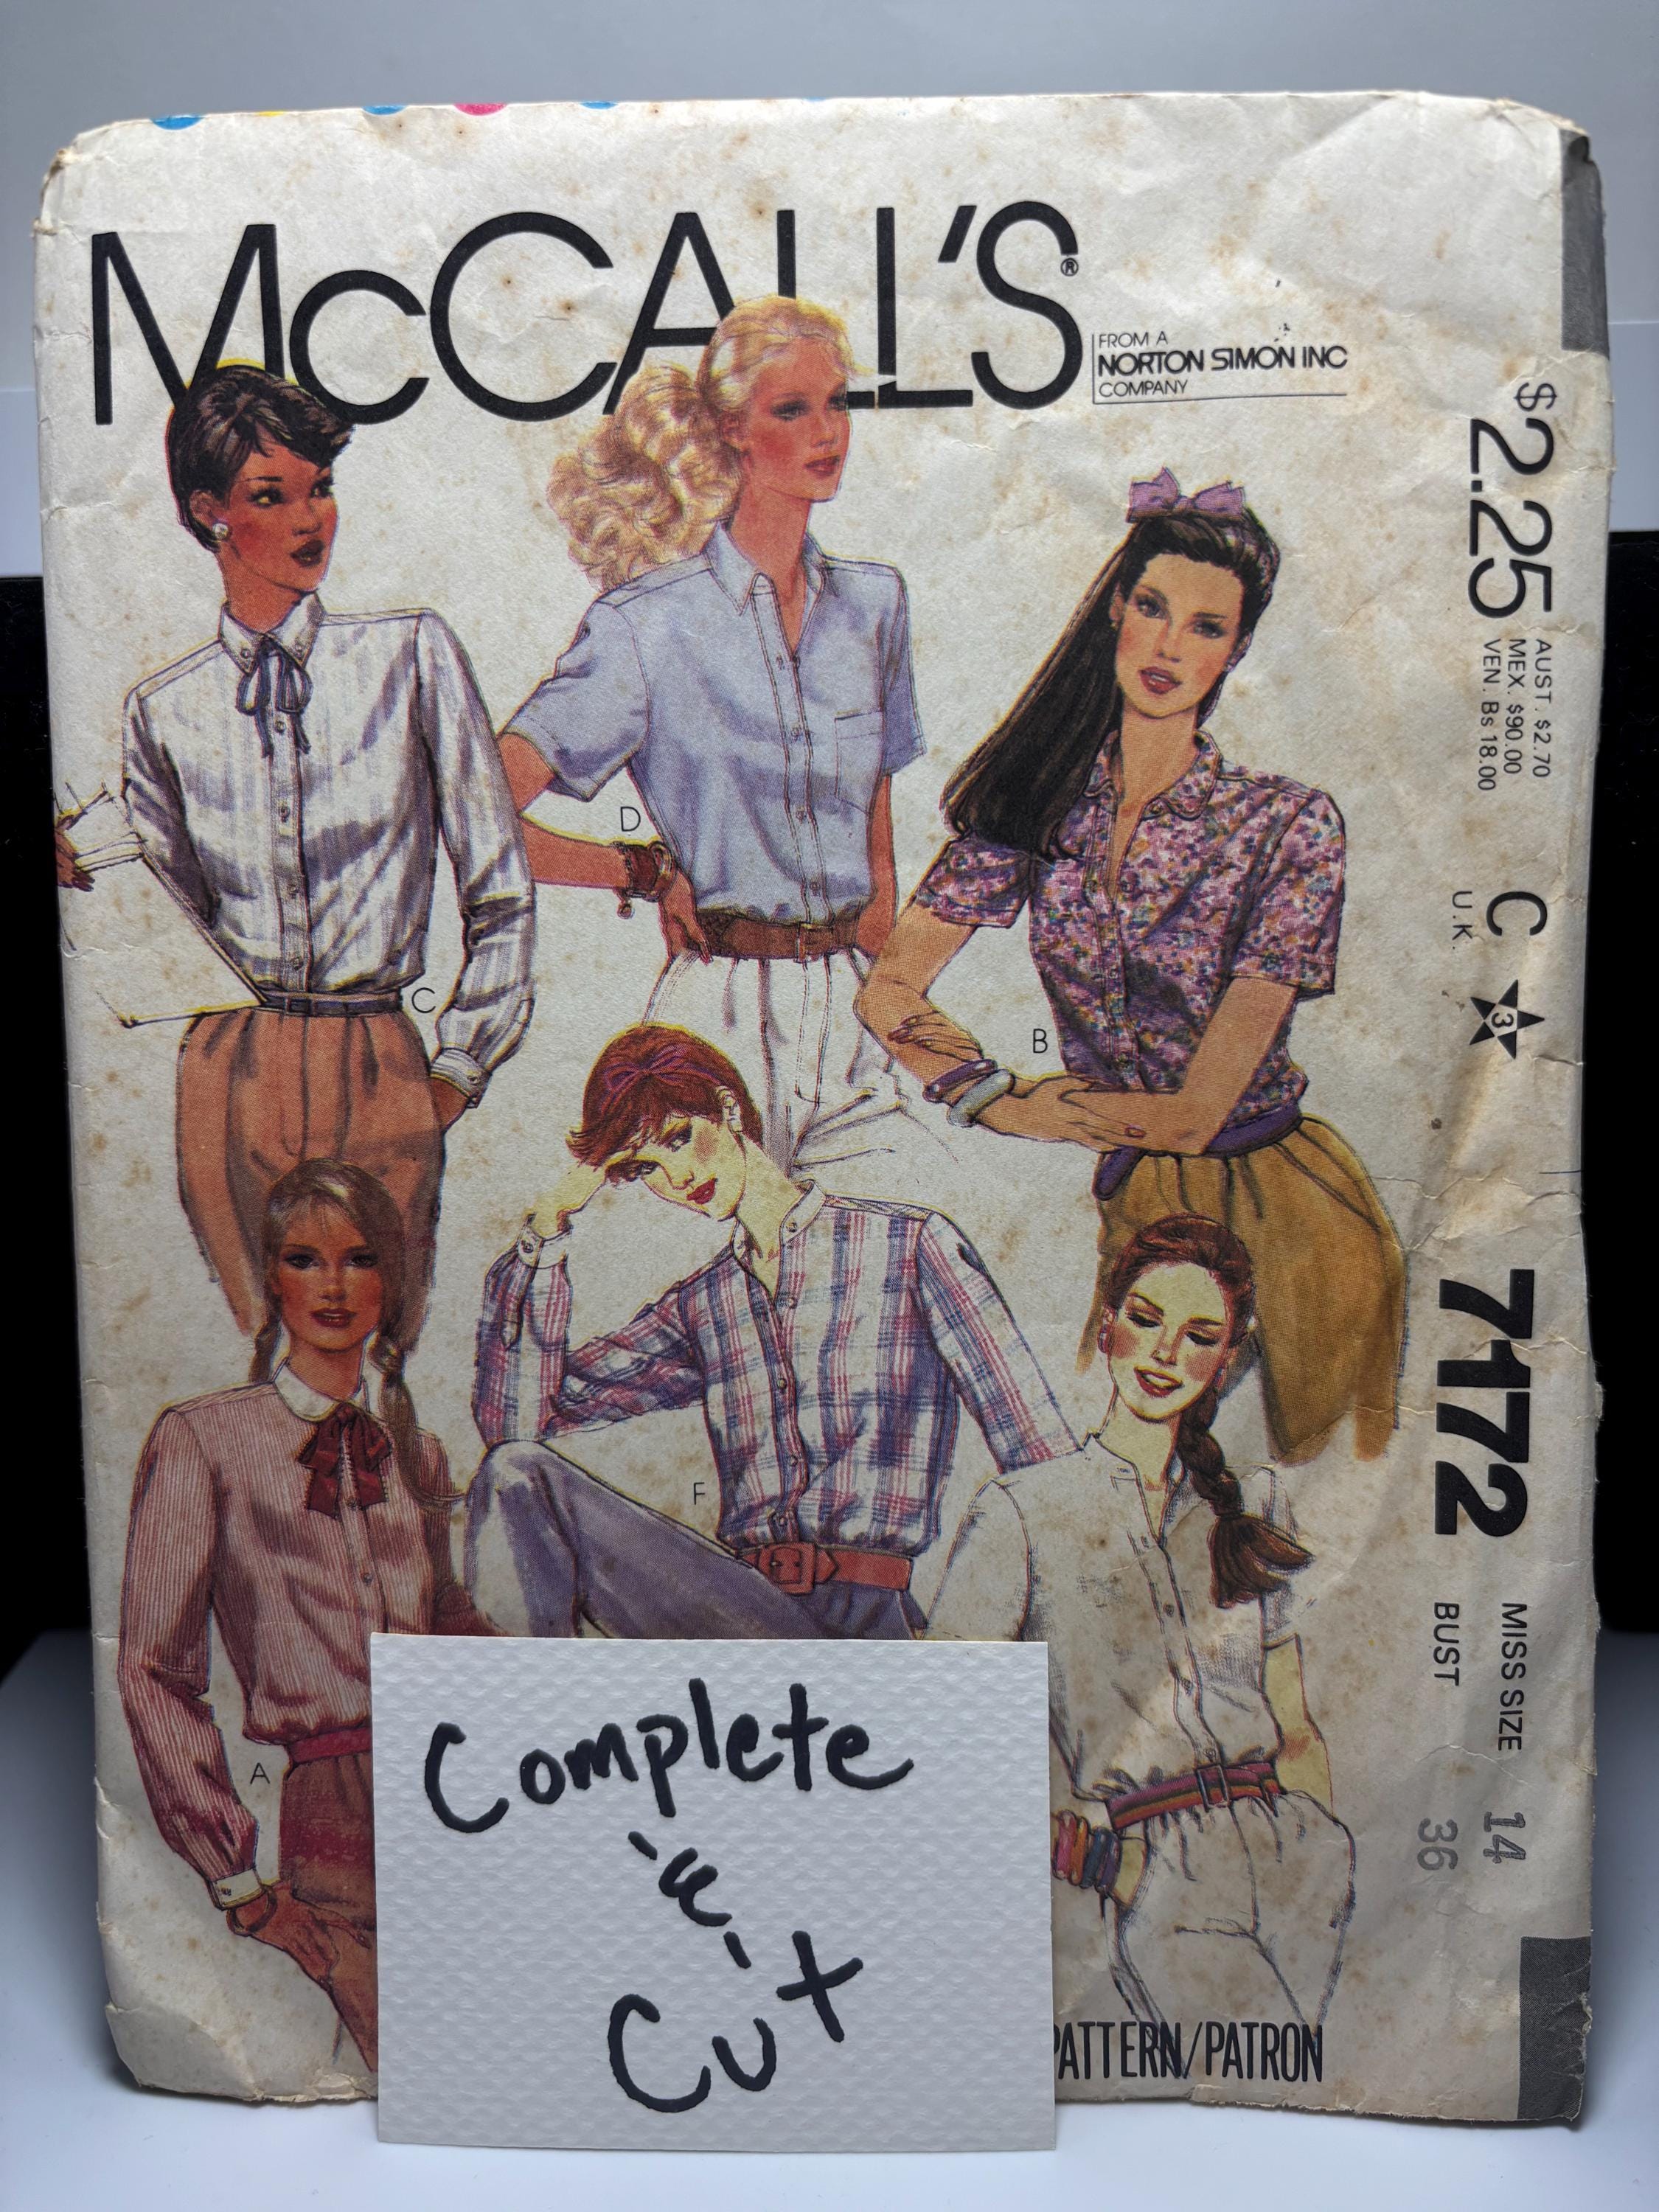 McCALL'S®
FROM A
NORTON SIMON INC
COMPANY
$2.25
AUST. $2.70
MEX. $90.00
VEN. Bs 18.00
C
U.K.
3
7172
MISS SIZE 14
BUST 36
D
C
B
F
A
Complete
-&-
Cut
PATTERN/PATRON